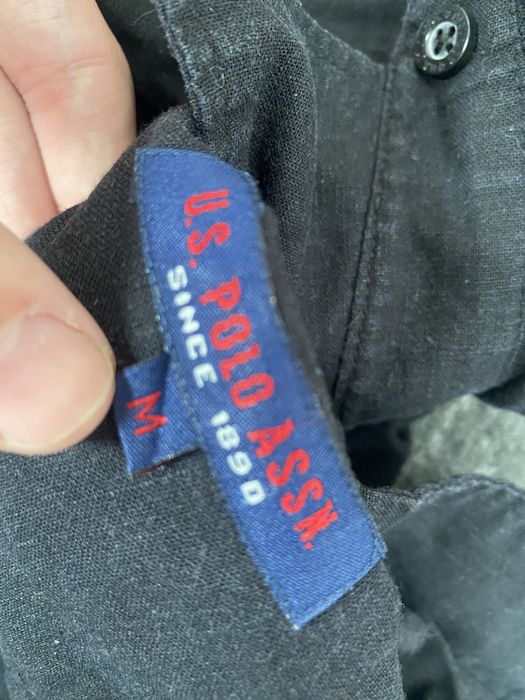 U.S. POLO ASSN.
SINCE 1890
M